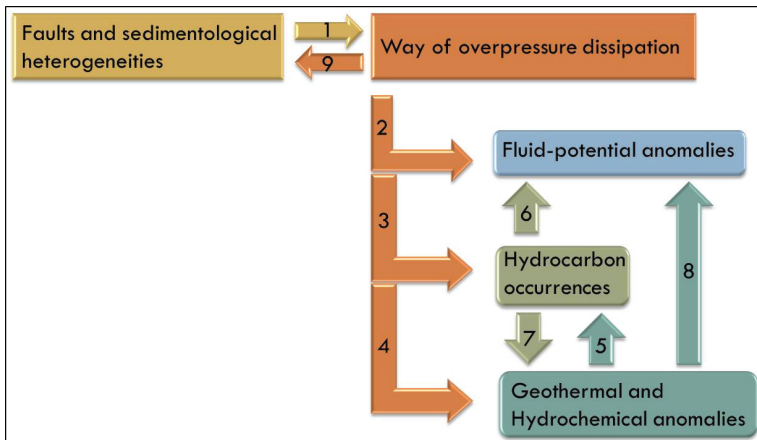 Faults and sedimentological
heterogeneities
1
9
Way of overpressure dissipation
2
Fluid-potential anomalies
3
6
Hydrocarbon
occurrences
8
4
7
5
Geothermal and
Hydrochemical anomalies